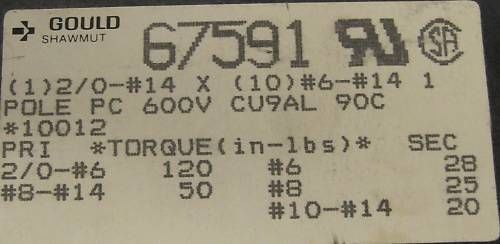 GOULD 67591
SHAWMUT
(1)2/0-#14 X (10)#6-#14 1
POLE PC 600V CU9AL 90C
*10012
PRI *TORQUE(in-lbs)* SEC
2/0-#6 120 #6 28
#8-#14 50 #8 25
#10-#14 20